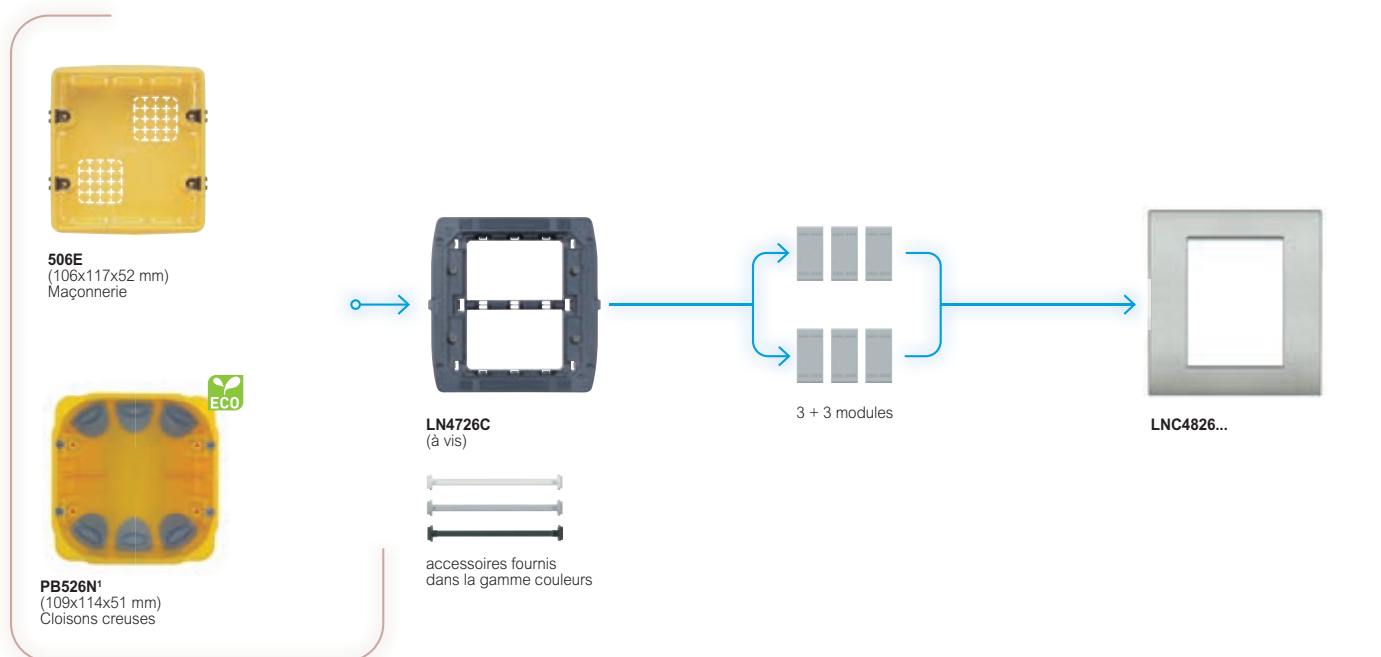 506E
(106x117x52 mm)
Maçonnerie
ECO
PB526N¹
(109x114x51 mm)
Cloisons creuses
LN4726C
(à vis)
accessoires fournis
dans la gamme couleurs
3 + 3 modules
LNC4826...